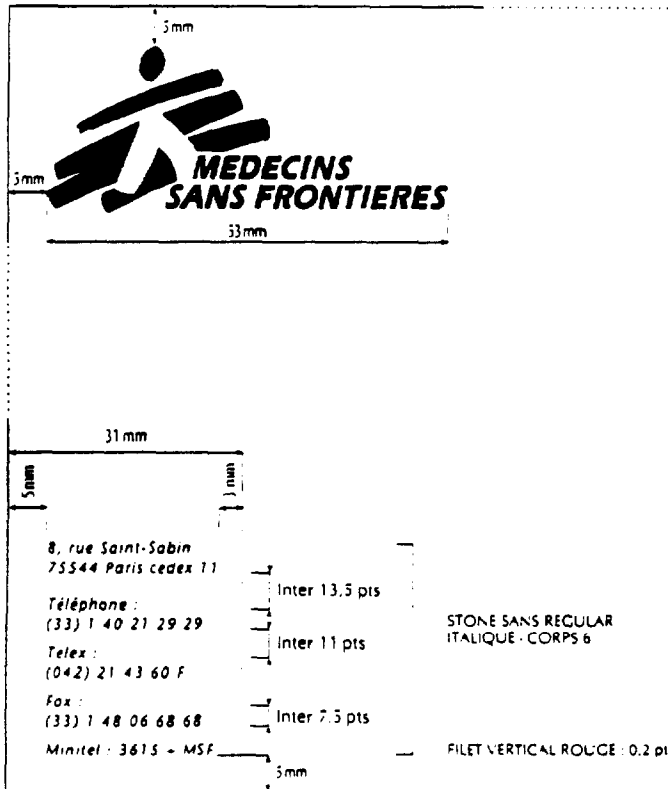 5mm
MEDECINS
SANS FRONTIERES
5mm
53mm
31mm
5mm
3mm
8, rue Saint-Sabin
75544 Paris cedex 11
Inter 13,5 pts
Téléphone :
(33) 1 40 21 29 29
Inter 11 pts
STONE SANS REGULAR
ITALIQUE - CORPS 6
Telex :
(042) 21 43 60 F
Fax :
(33) 1 48 06 68 68
Inter 7,5 pts
Minitel : 3615 + MSF
FILET VERTICAL ROUGE : 0,2 pt
5mm